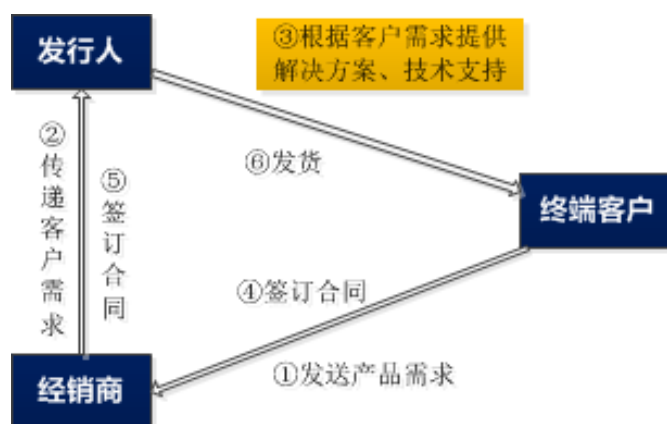 发行人
③根据客户需求提供
解决方案、技术支持
②传递客户需求
⑤签订合同
⑥发货
终端客户
④签订合同
①发送产品需求
经销商